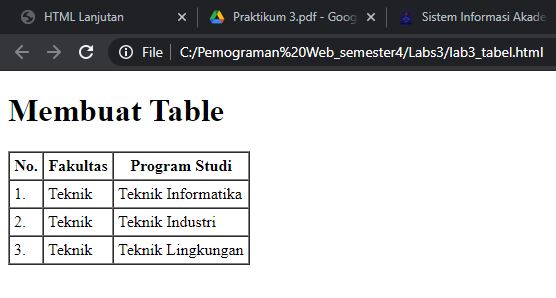 HTML Lanjutan
Praktikum 3.pdf - Goog
Sistem Informasi Akade
File
C:/Pemograman%20Web_semester4/Labs3/lab3_tabel.html
Membuat Table
No. Fakultas Program Studi
1. Teknik Teknik Informatika
2. Teknik Teknik Industri
3. Teknik Teknik Lingkungan